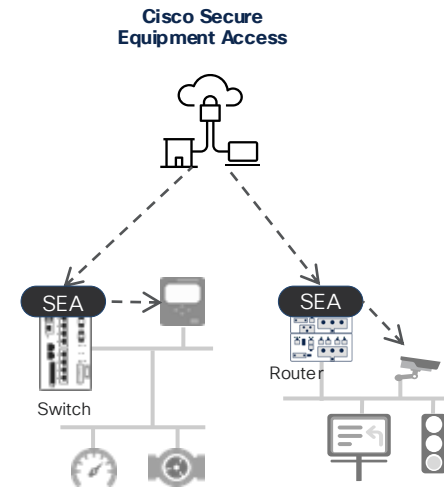 Cisco Secure
Equipment Access
SEA
SEA
Switch
Router